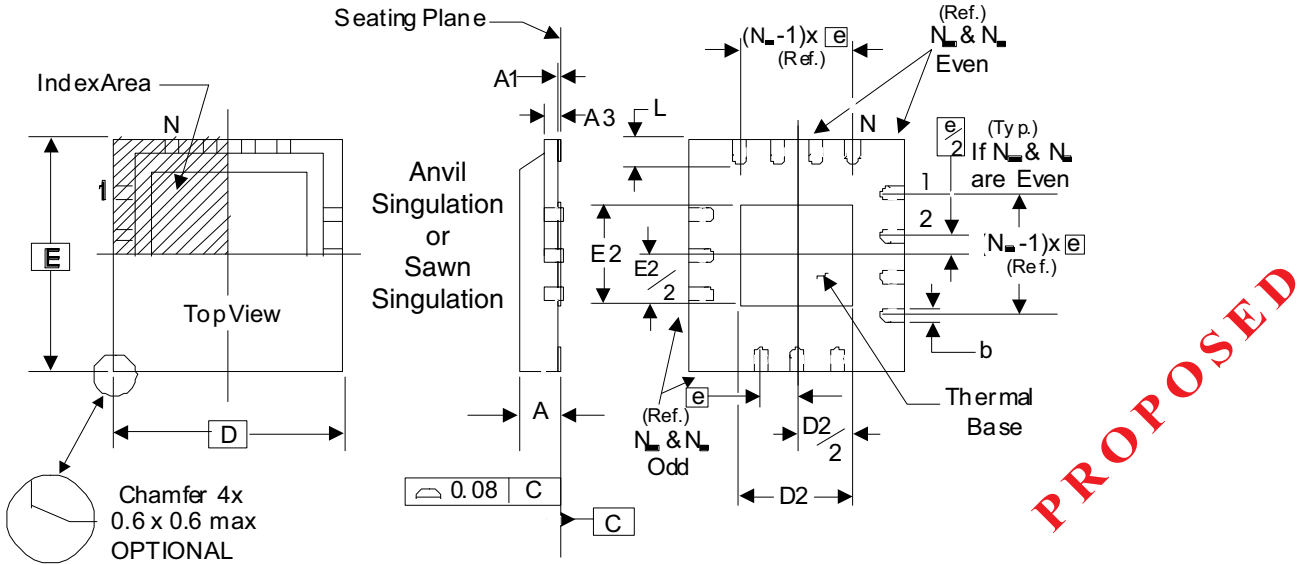 Seating Plane
Index Area
N
1
E
Top View
D
Chamfer 4x
0.6 x 0.6 max
OPTIONAL
Anvil
Singulation
or
Sawn
Singulation
A1
A3
L
A
0.08 C
C
(N -1)x e
(Ref.)
(Ref.)
N & N
Even
N
e/2
(Typ.)
If N & N
are Even
1
2
(N -1)x e
(Ref.)
E2
E2/2
b
e
(Ref.)
N & N
Odd
D2/2
D2
Thermal
Base
PROPOSED